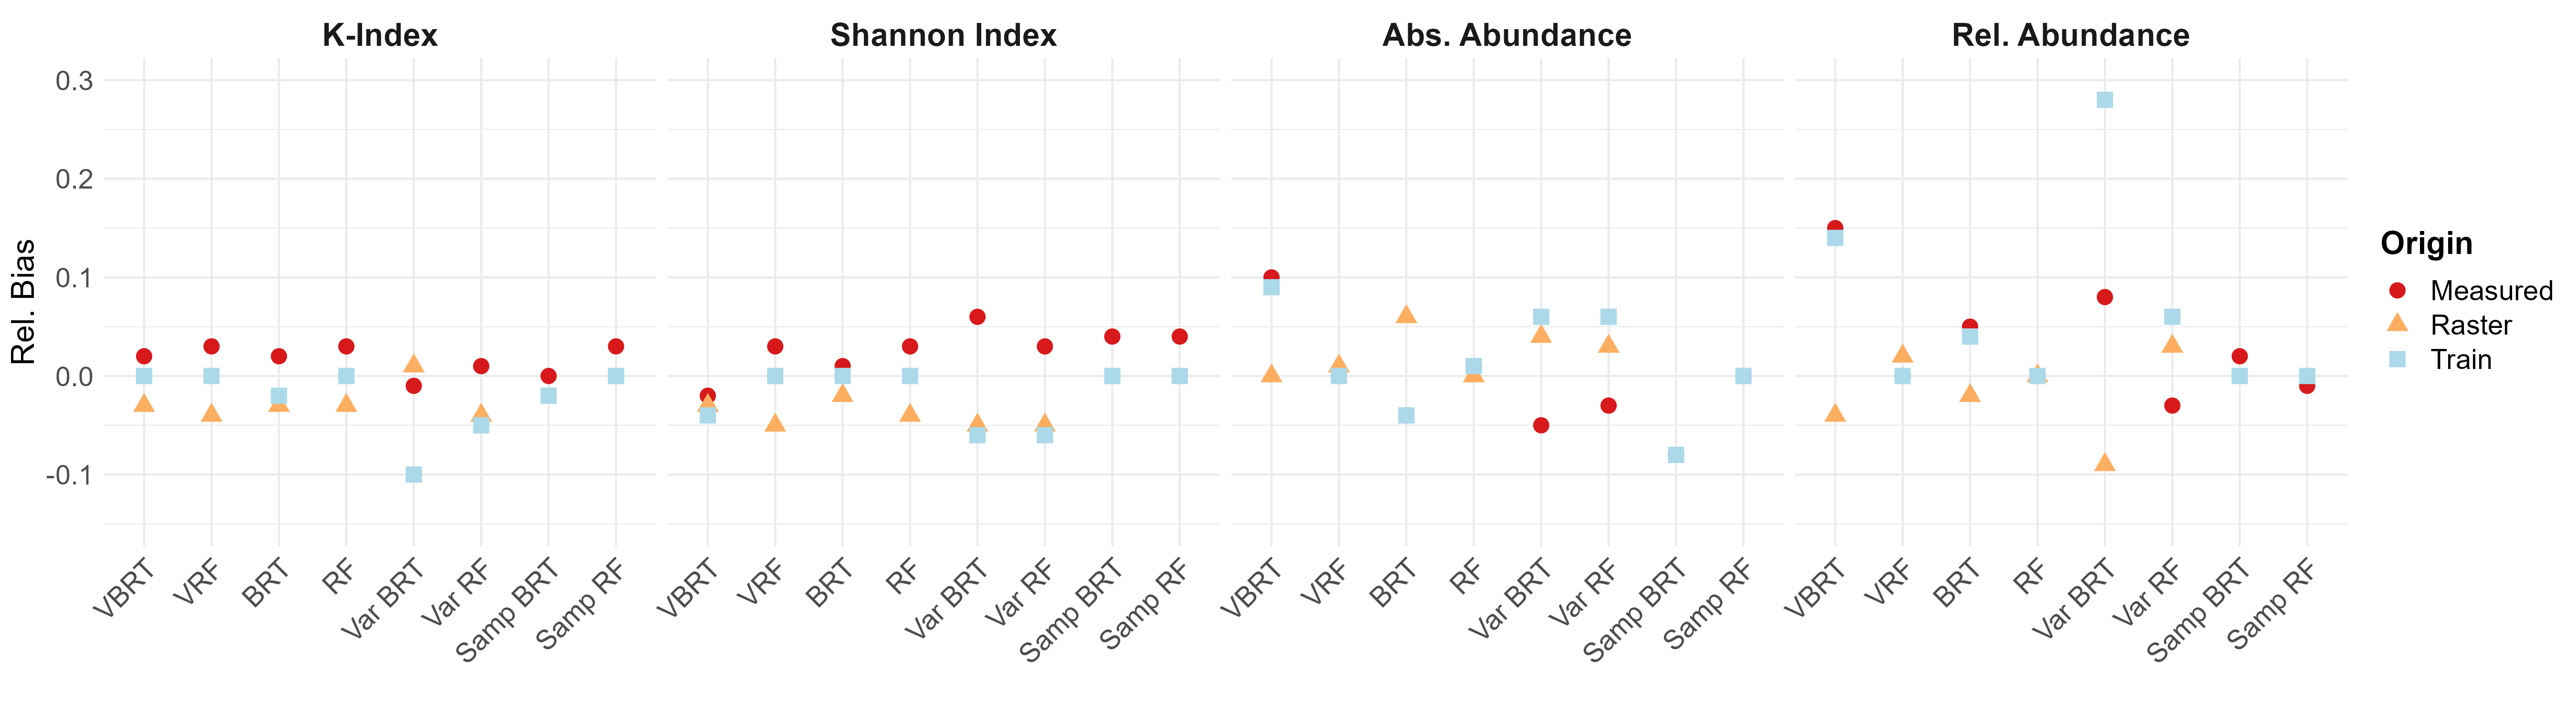 K-Index
Shannon Index
Abs. Abundance
Rel. Abundance
Rel. Bias
0.3
0.2
0.1
0.0
-0.1
VBRT
VRF
BRT
RF
Var BRT
Var RF
Samp BRT
Samp RF
VBRT
VRF
BRT
RF
Var BRT
Var RF
Samp BRT
Samp RF
VBRT
VRF
BRT
RF
Var BRT
Var RF
Samp BRT
Samp RF
VBRT
VRF
BRT
RF
Var BRT
Var RF
Samp BRT
Samp RF
Origin
Measured
Raster
Train